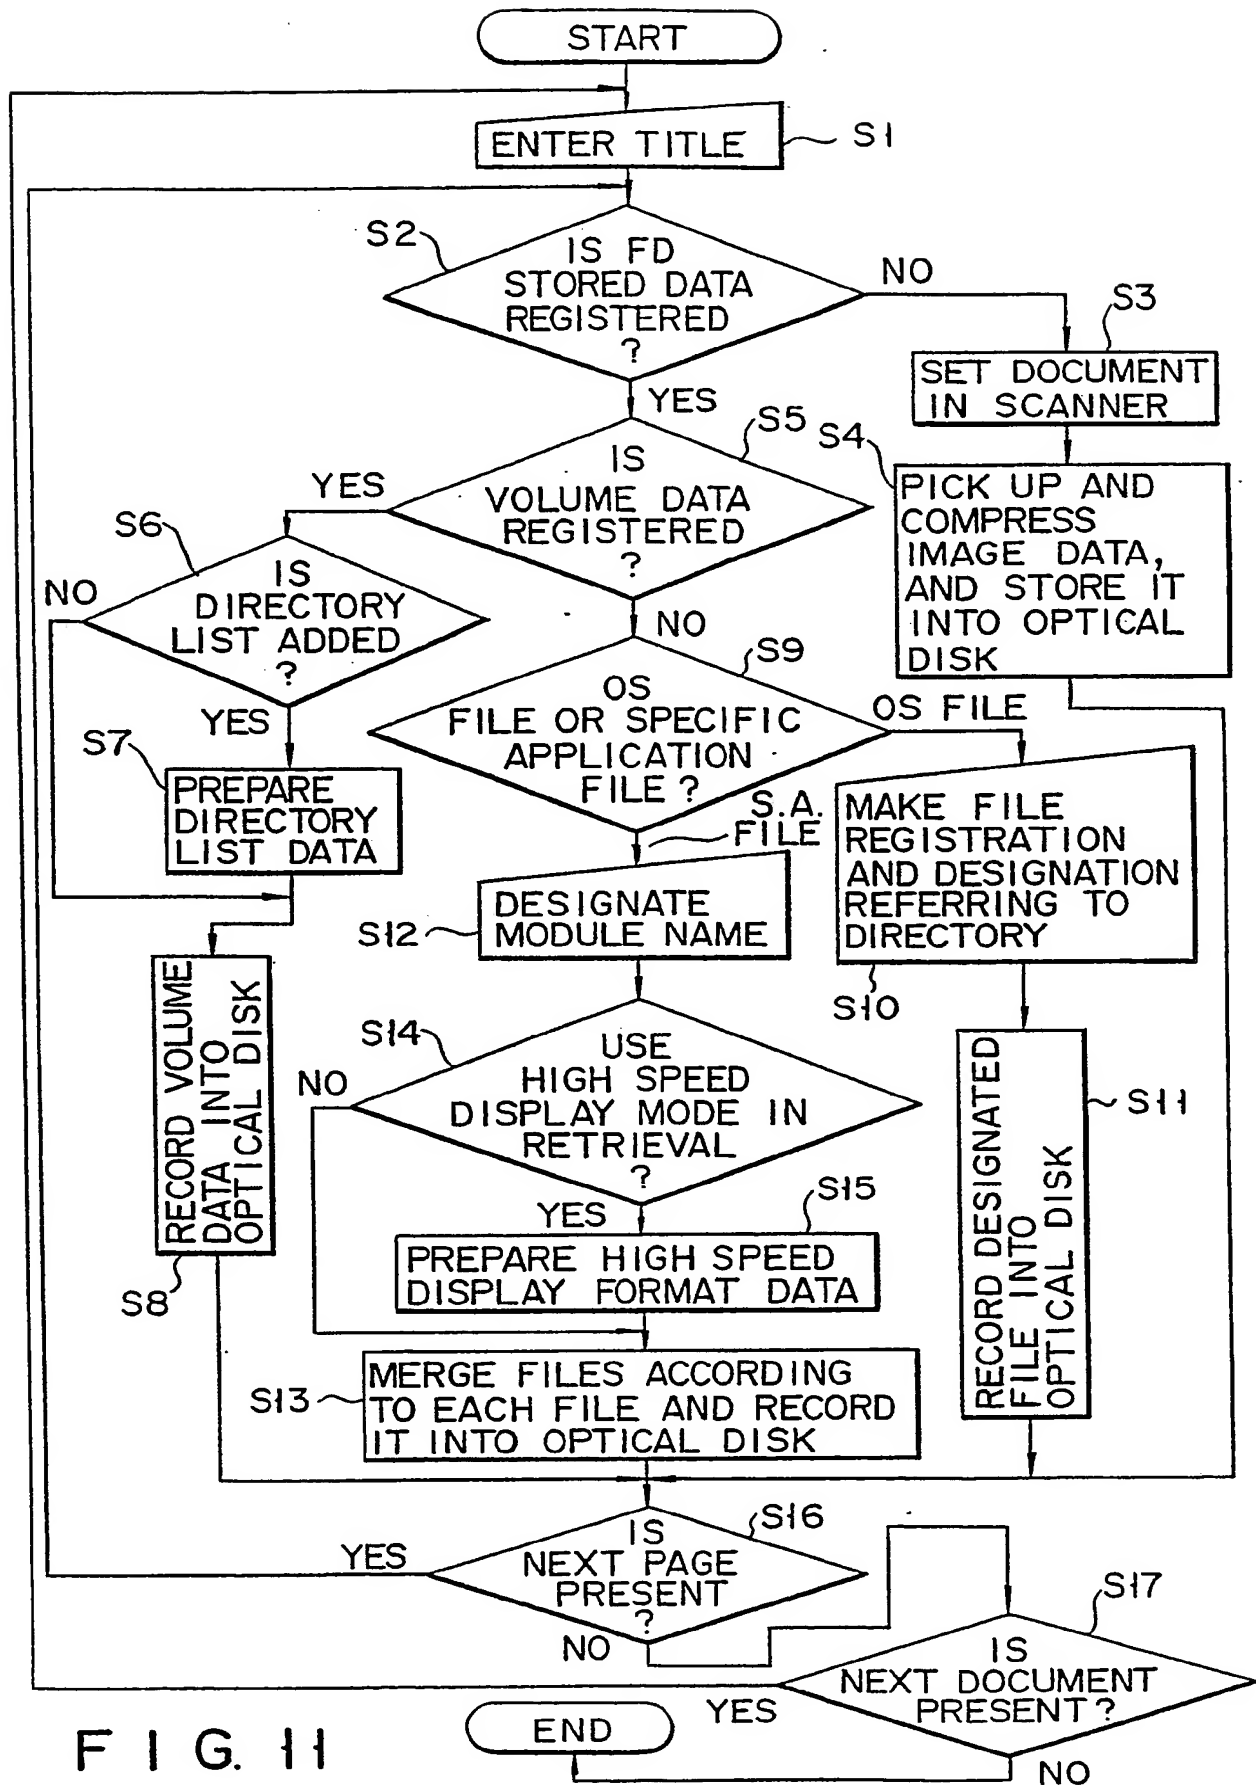 START
ENTER TITLE
S1
S2
IS FD
STORED DATA
REGISTERED
?
NO
S3
SET DOCUMENT
IN SCANNER
YES
S4
PICK UP AND
COMPRESS
IMAGE DATA,
AND STORE IT
INTO OPTICAL
DISK
S5
IS
VOLUME DATA
REGISTERED
?
YES
S6
IS
DIRECTORY
LIST ADDED
?
NO
YES
S7
PREPARE
DIRECTORY
LIST DATA
RECORD VOLUME
DATA INTO
OPTICAL DISK
S8
NO
S9
OS
FILE OR SPECIFIC
APPLICATION
FILE ?
OS FILE
S.A.
FILE
MAKE FILE
REGISTRATION
AND DESIGNATION
REFERRING TO
DIRECTORY
S10
RECORD DESIGNATED
FILE INTO
OPTICAL DISK
S11
DESIGNATE
MODULE NAME
S12
S14
USE
HIGH SPEED
DISPLAY MODE IN
RETRIEVAL
?
NO
YES
S15
PREPARE HIGH SPEED
DISPLAY FORMAT DATA
S13
MERGE FILES ACCORDING
TO EACH FILE AND RECORD
IT INTO OPTICAL DISK
S16
IS
NEXT PAGE
PRESENT
?
YES
NO
S17
IS
NEXT DOCUMENT
PRESENT ?
YES
NO
END
FIG. 11